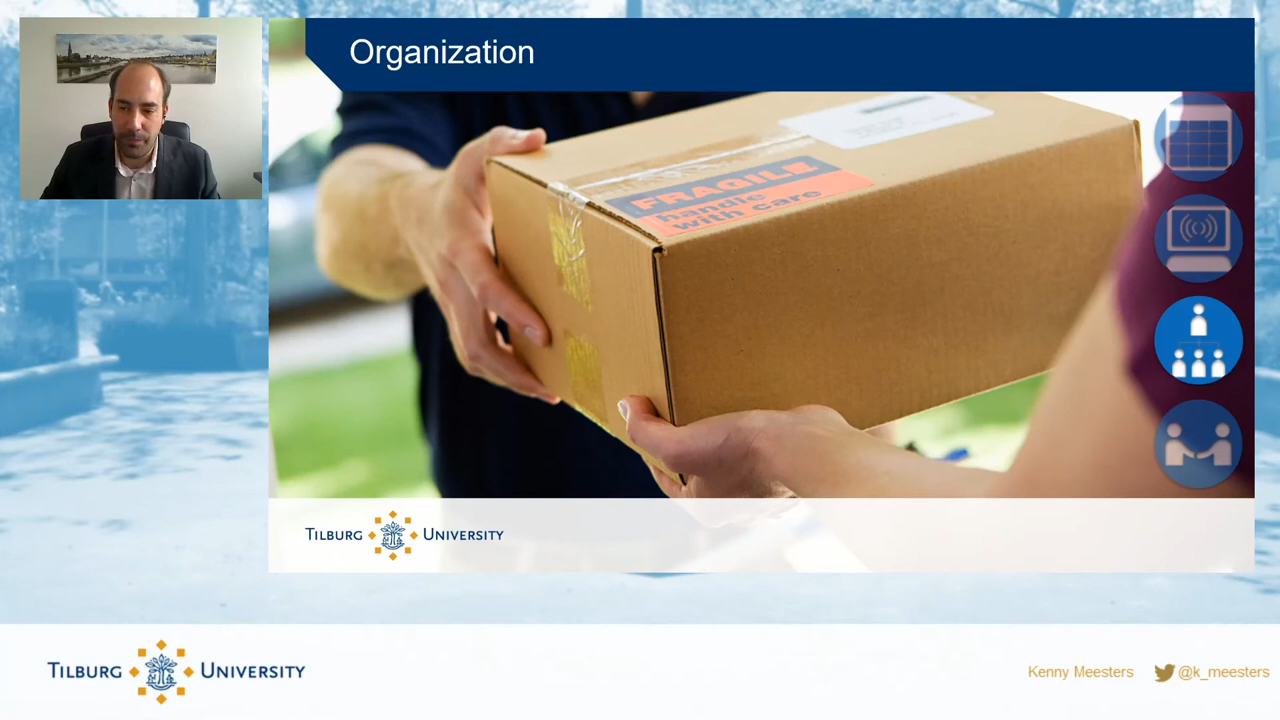 Organization
FRAGILE
handle
with care
TILBURG UNIVERSITY
TILBURG UNIVERSITY
Kenny Meesters @k_meesters